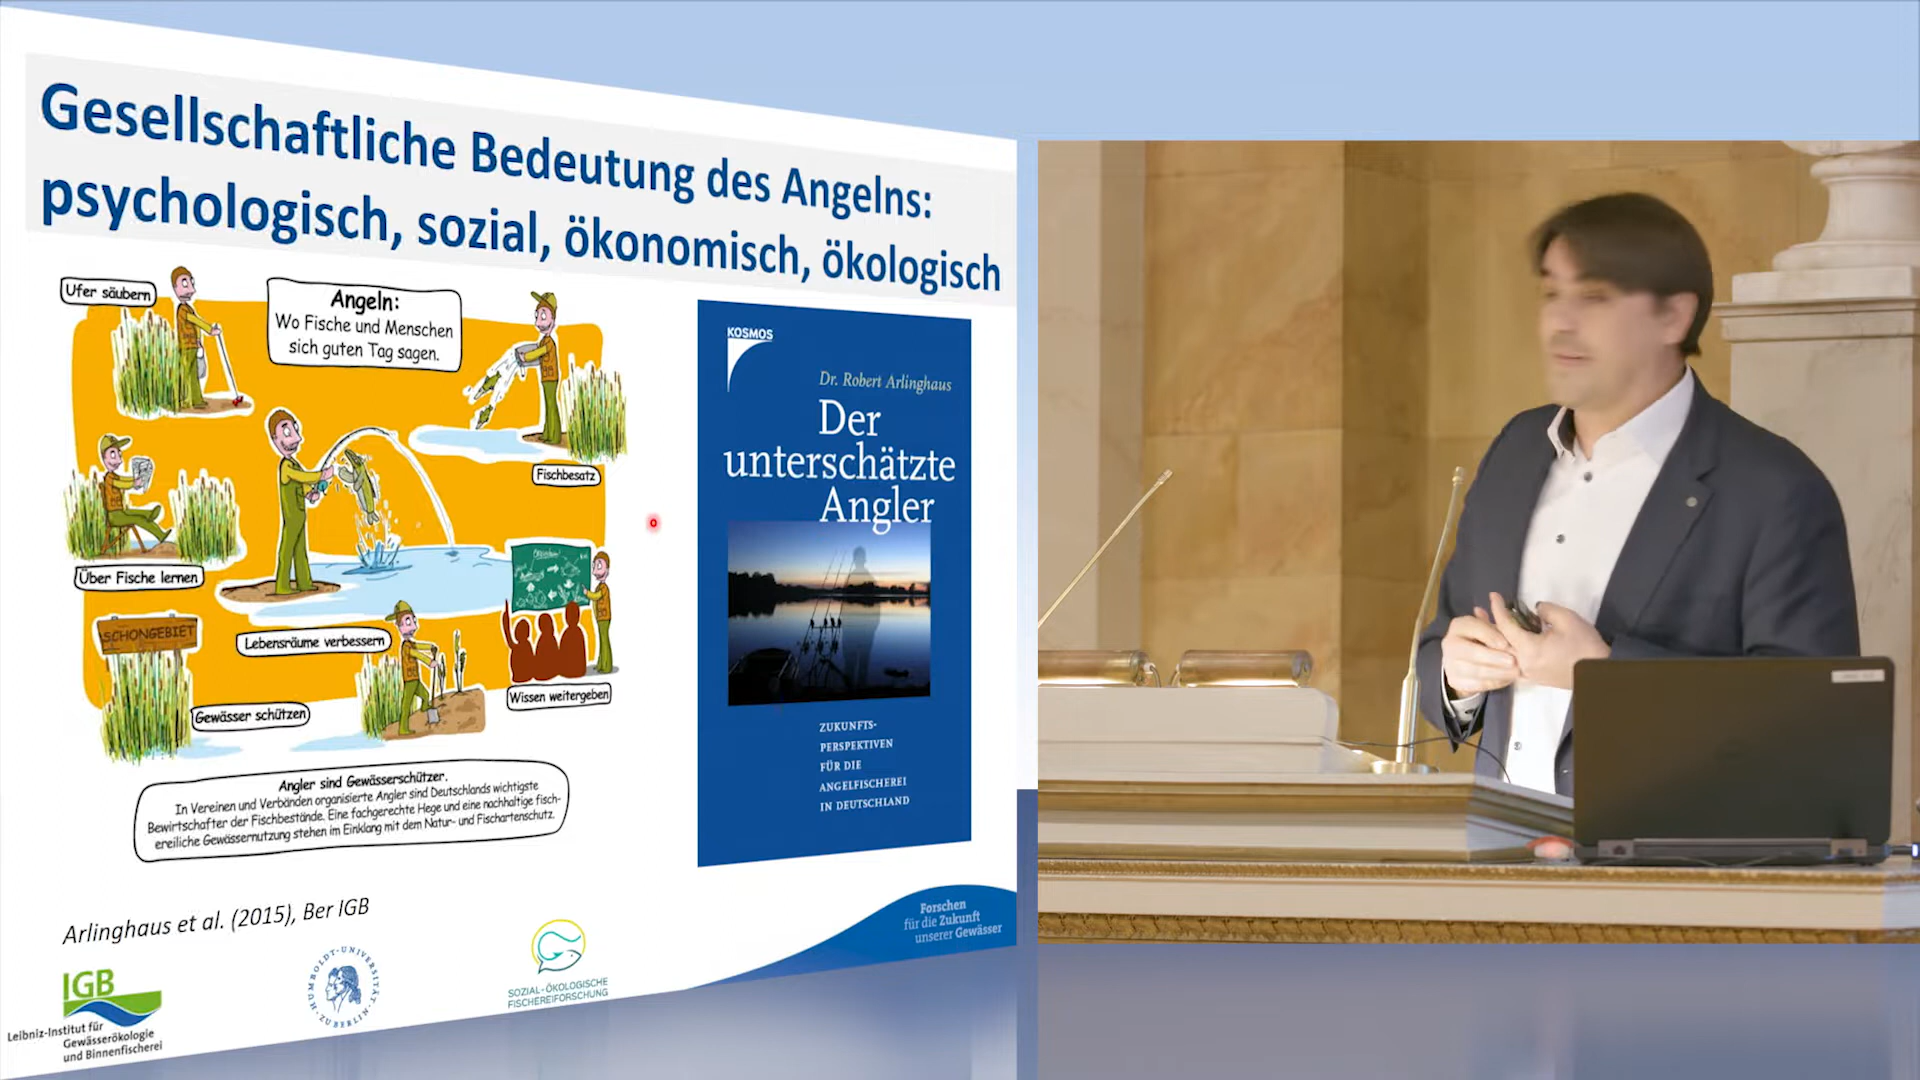 Gesellschaftliche Bedeutung des Angelns:
psychologisch, sozial, ökonomisch, ökologisch
Ufer säubern
Angeln:
Wo Fische und Menschen
sich guten Tag sagen.
Fischbesatz
Über Fische lernen
SCHONGEBIET
Lebensräume verbessern
Gewässer schützen
Wissen weitergeben
Angler sind Gewässerschützer.
In Vereinen und Verbänden organisierte Angler sind Deutschlands wichtigste
Bewirtschafter der Fischbestände. Eine fachgerechte Hege und eine nachhaltige fisch-
ereiliche Gewässernutzung stehen im Einklang mit dem Natur- und Fischartenschutz.
KOSMOS
Dr. Robert Arlinghaus
Der
unterschätzte
Angler
ZUKUNFTS-
PERSPEKTIVEN
FÜR DIE
ANGELFISCHEREI
IN DEUTSCHLAND
Arlinghaus et al. (2015), Ber IGB
IGB
Leibniz-Institut für
Gewässerökologie
und Binnenfischerei
HUMBOLDT-UNIVERSITÄT
ZU BERLIN
SOZIAL-ÖKOLOGISCHE
FISCHEREIFORSCHUNG
Forschen
für die Zukunft
unserer Gewässer